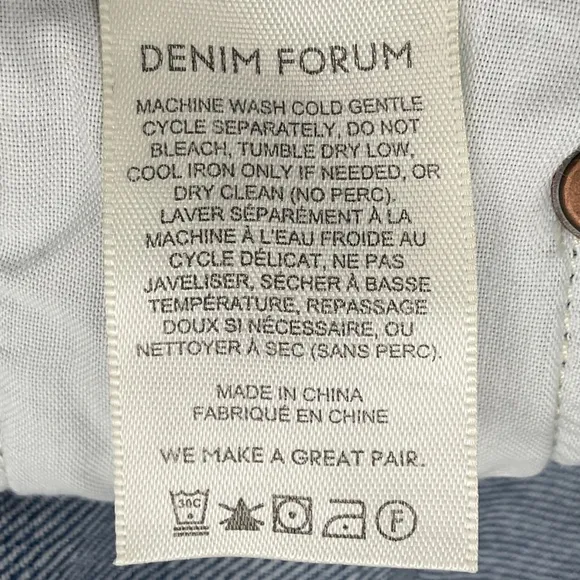 DENIM FORUM
MACHINE WASH COLD GENTLE
CYCLE SEPARATELY, DO NOT
BLEACH, TUMBLE DRY LOW,
COOL IRON ONLY IF NEEDED, OR
DRY CLEAN (NO PERC).
LAVER SÉPARÉMENT À LA
MACHINE À L'EAU FROIDE AU
CYCLE DÉLICAT, NE PAS
JAVELISER, SÉCHER À BASSE
TEMPÉRATURE, REPASSAGE
DOUX SI NÉCESSAIRE, OU
NETTOYER À SEC (SANS PERC).
MADE IN CHINA
FABRIQUÉ EN CHINE
WE MAKE A GREAT PAIR.
30C F